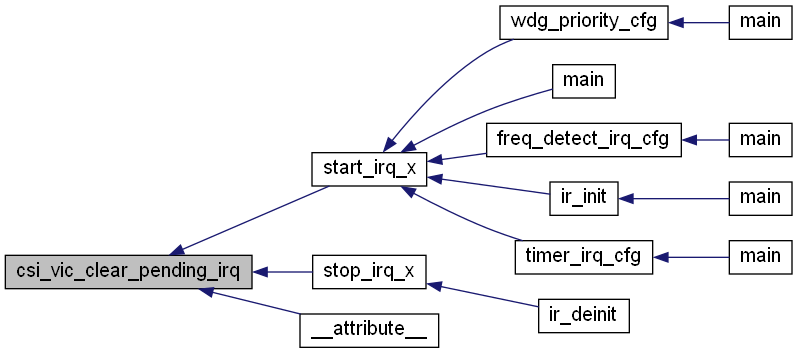 wdg_priority_cfg
main
main
freq_detect_irq_cfg
main
start_irq_x
ir_init
main
timer_irq_cfg
main
csi_vic_clear_pending_irq
stop_irq_x
ir_deinit
__attribute__